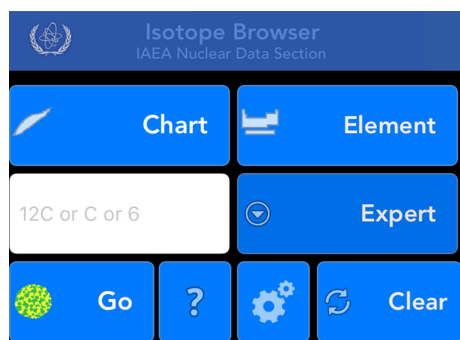 Isotope Browser
IAEA Nuclear Data Section
Chart
Element
12C or C or 6
Expert
Go
?
Clear